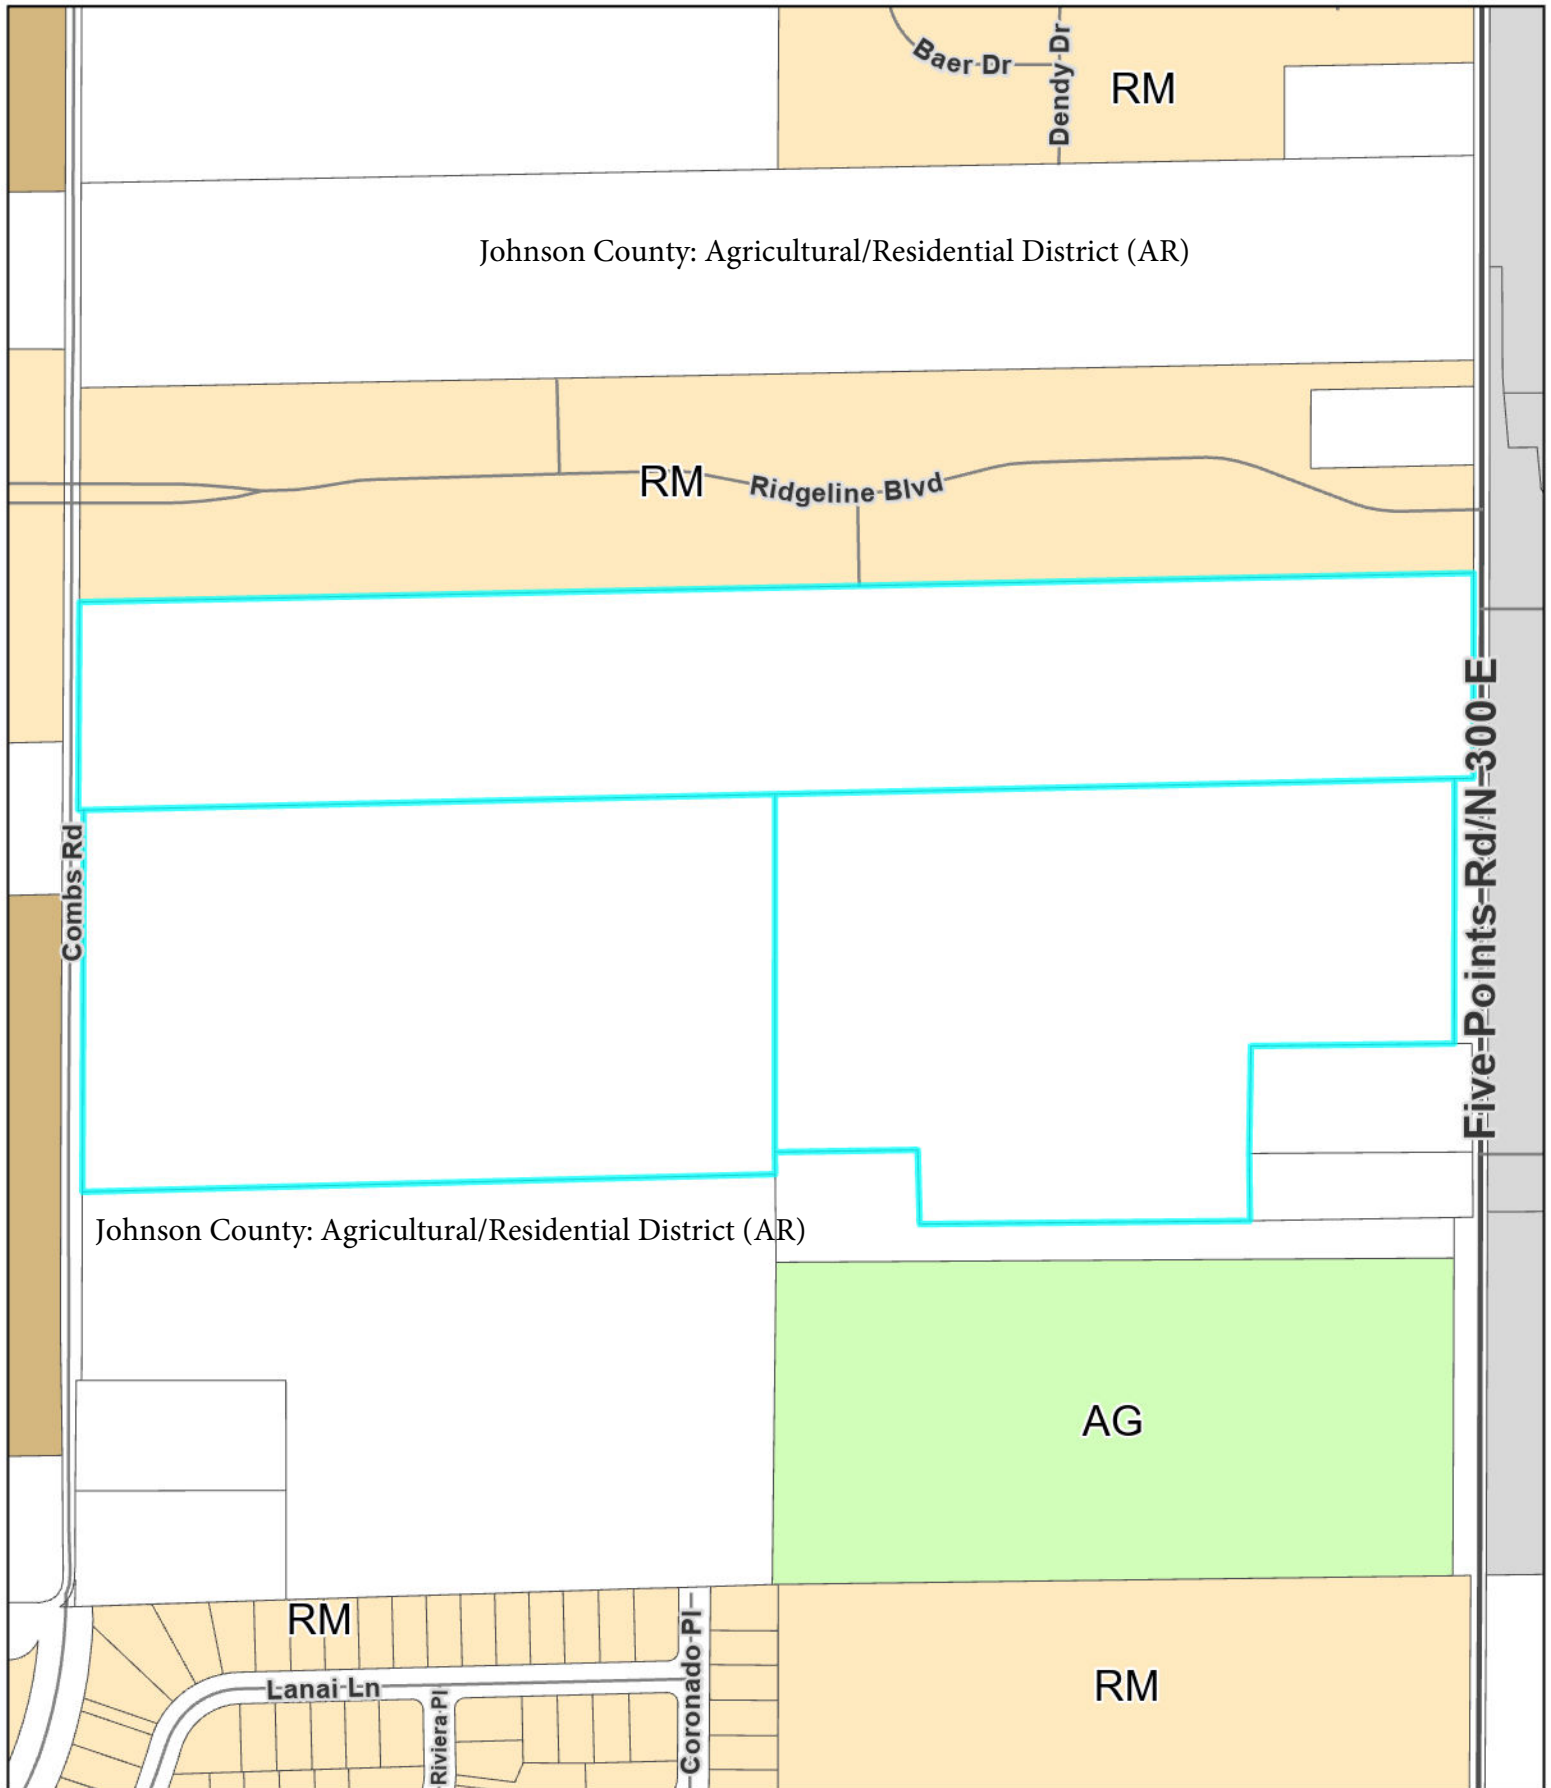 Baer Dr
Dendy Dr
RM
Johnson County: Agricultural/Residential District (AR)
RM
Ridgeline Blvd
Five Points Rd/N 300 E
Combs Rd
Johnson County: Agricultural/Residential District (AR)
AG
RM
Coronado Pl
Lanai Ln
Riviera Pl
RM